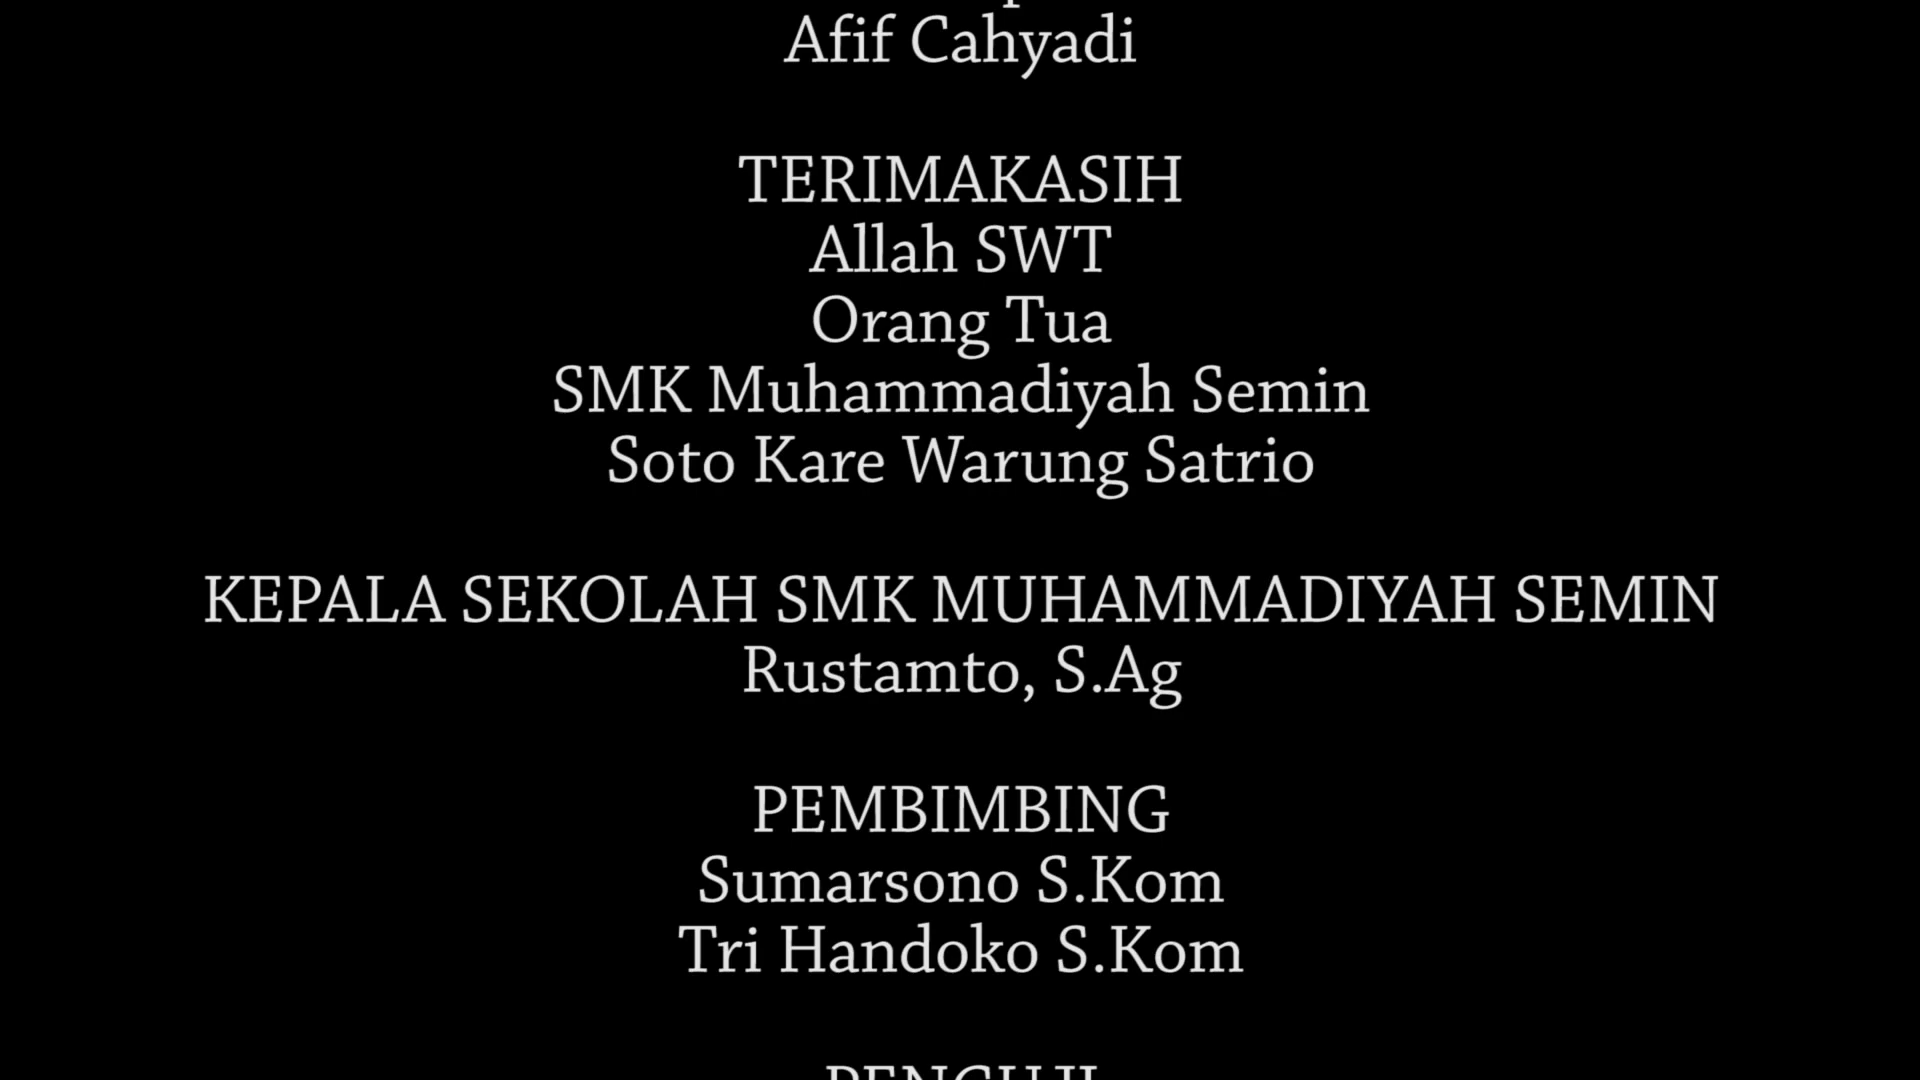 Afif Cahyadi
TERIMAKASIH
Allah SWT
Orang Tua
SMK Muhammadiyah Semin
Soto Kare Warung Satrio
KEPALA SEKOLAH SMK MUHAMMADIYAH SEMIN
Rustamto, S.Ag
PEMBIMBING
Sumarsono S.Kom
Tri Handoko S.Kom
PENGUJI